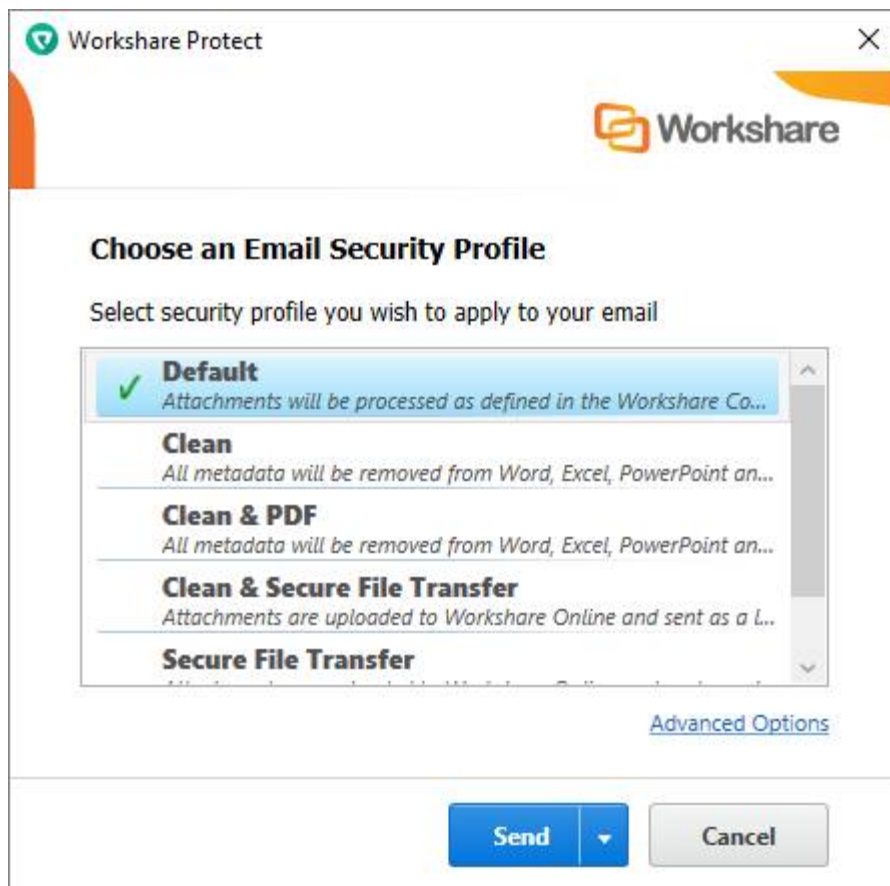 Workshare Protect
Workshare
Choose an Email Security Profile
Select security profile you wish to apply to your email
Default
Attachments will be processed as defined in the Workshare Co...
Clean
All metadata will be removed from Word, Excel, PowerPoint an...
Clean & PDF
All metadata will be removed from Word, Excel, PowerPoint an...
Clean & Secure File Transfer
Attachments are uploaded to Workshare Online and sent as a l...
Secure File Transfer
Advanced Options
Send
Cancel